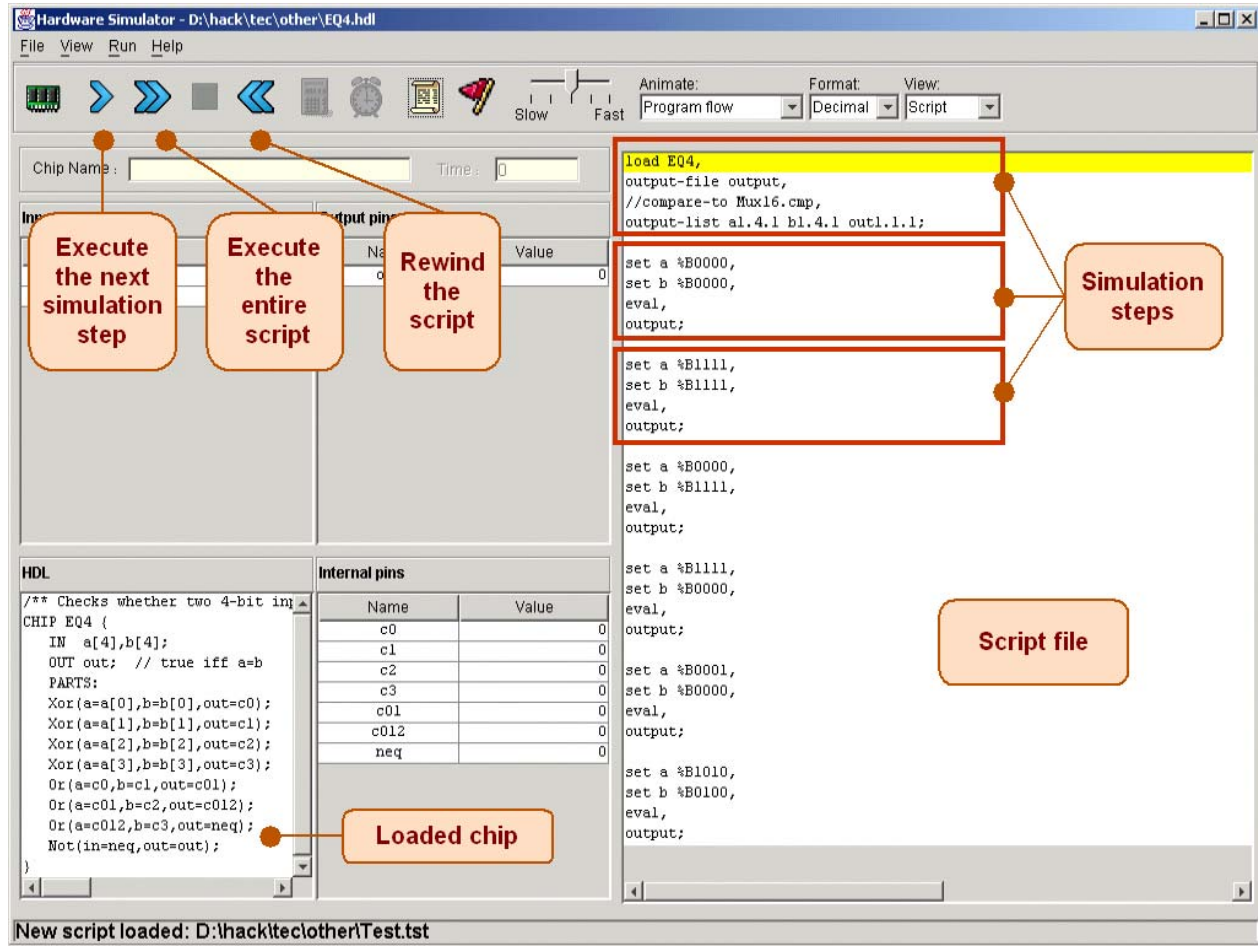 Hardware Simulator - D:\hack\tec\other\EQ4.hdl
File View Run Help
Slow Fast
Animate: Format: View:
Program flow Decimal Script
Chip Name : Time : 0
Output pins
Value
0
Execute the next simulation step
Execute the entire script
Rewind the script
load EQ4,
output-file output,
//compare-to Mux16.cmp,
output-list a1.4.1 b1.4.1 out1.1.1;
set a %B0000,
set b %B0000,
eval,
output;
set a %B1111,
set b %B1111,
eval,
output;
set a %B0000,
set b %B1111,
eval,
output;
set a %B1111,
set b %B0000,
eval,
output;
set a %B0001,
set b %B0000,
eval,
output;
set a %B1010,
set b %B0100,
eval,
output;
Simulation steps
Script file
HDL
/** Checks whether two 4-bit inp
CHIP EQ4 {
IN a[4],b[4];
OUT out; // true iff a=b
PARTS:
Xor(a=a[0],b=b[0],out=c0);
Xor(a=a[1],b=b[1],out=c1);
Xor(a=a[2],b=b[2],out=c2);
Xor(a=a[3],b=b[3],out=c3);
Or(a=c0,b=c1,out=c01);
Or(a=c01,b=c2,out=c012);
Or(a=c012,b=c3,out=neq);
Not(in=neq,out=out);
}
Internal pins
Name Value
c0 0
c1 0
c2 0
c3 0
c01 0
c012 0
neq 0
Loaded chip
New script loaded: D:\hack\tec\other\Test.tst